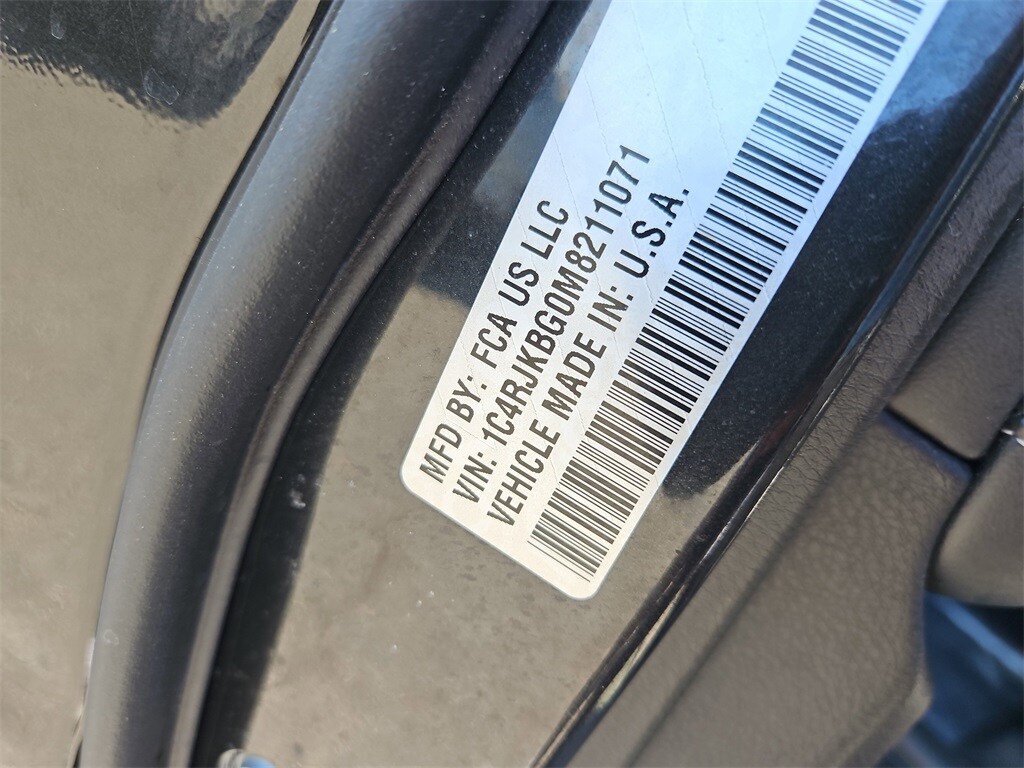 MFD BY: FCA US LLC
VIN: 1C4RJKBG0M8211071
VEHICLE MADE IN: U.S.A.